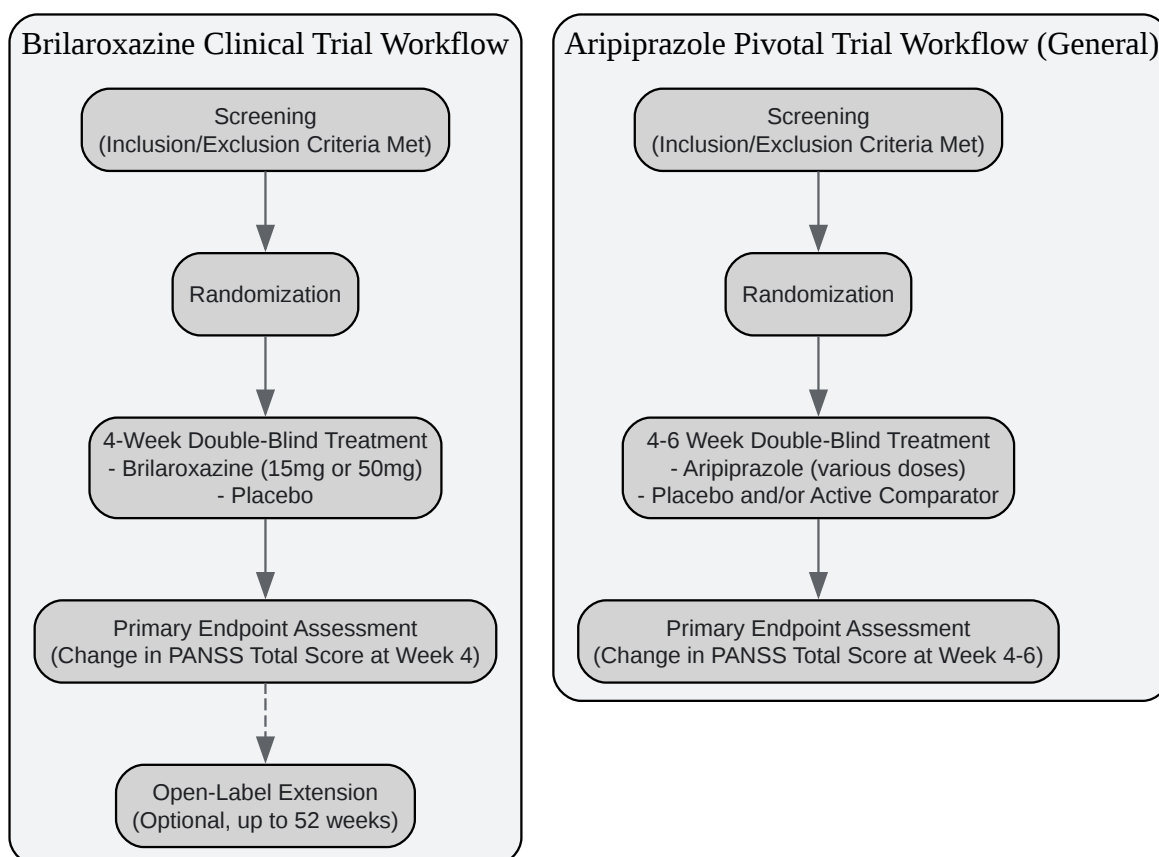 Brilaroxazine Clinical Trial Workflow
Screening
(Inclusion/Exclusion Criteria Met)
Randomization
4-Week Double-Blind Treatment
- Brilaroxazine (15mg or 50mg)
- Placebo
Primary Endpoint Assessment
(Change in PANSS Total Score at Week 4)
Open-Label Extension
(Optional, up to 52 weeks)
Aripiprazole Pivotal Trial Workflow (General)
Screening
(Inclusion/Exclusion Criteria Met)
Randomization
4-6 Week Double-Blind Treatment
- Aripiprazole (various doses)
- Placebo and/or Active Comparator
Primary Endpoint Assessment
(Change in PANSS Total Score at Week 4-6)